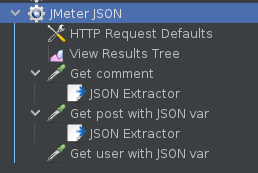 JMeter JSON
HTTP Request Defaults
View Results Tree
Get comment
JSON Extractor
Get post with JSON var
JSON Extractor
Get user with JSON var